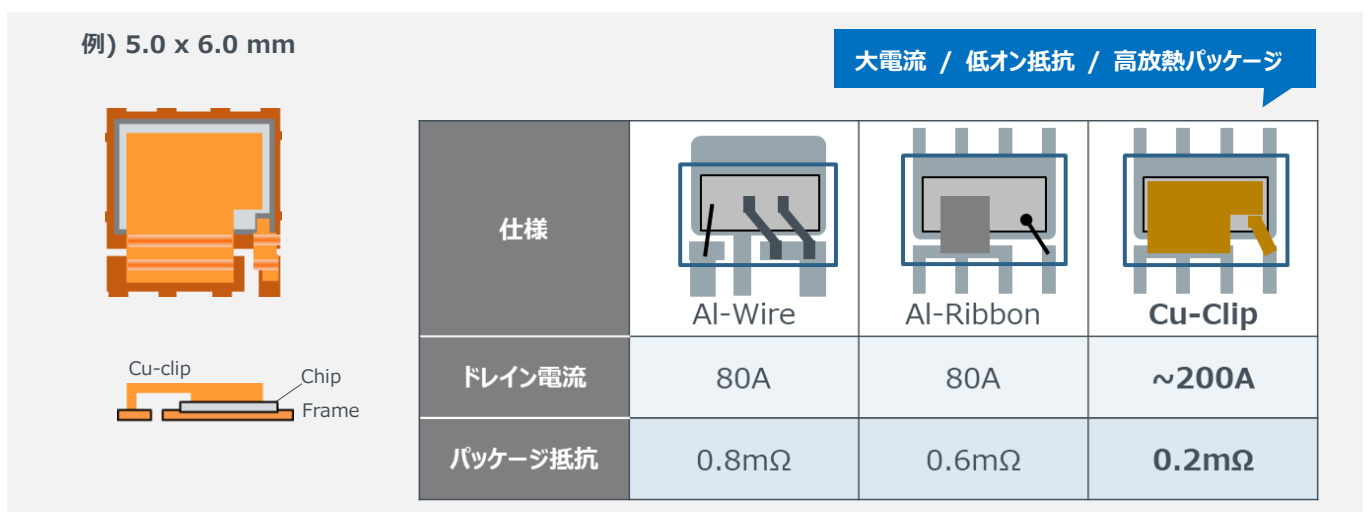 例) 5.0 x 6.0 mm
大電流 / 低オン抵抗 / 高放熱パッケージ
仕様
Al-Wire
Al-Ribbon
Cu-Clip
ドレイン電流
80A
80A
~200A
パッケージ抵抗
0.8mΩ
0.6mΩ
0.2mΩ
Cu-clip
Chip
Frame